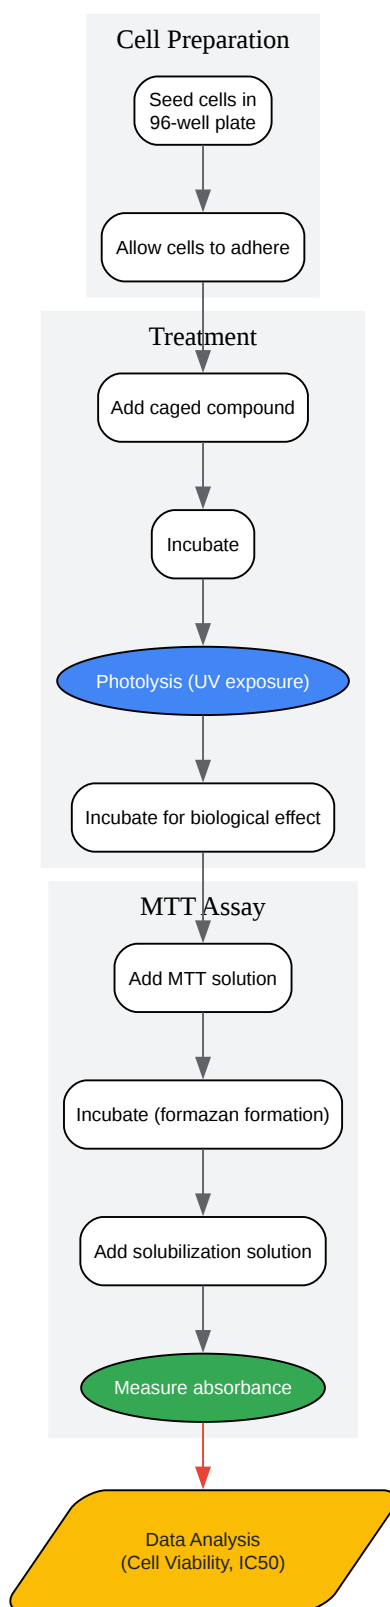 Cell Preparation
Seed cells in
96-well plate
Allow cells to adhere
Treatment
Add caged compound
Incubate
Photolysis (UV exposure)
Incubate for biological effect
MTT Assay
Add MTT solution
Incubate (formazan formation)
Add solubilization solution
Measure absorbance
Data Analysis
(Cell Viability, IC50)